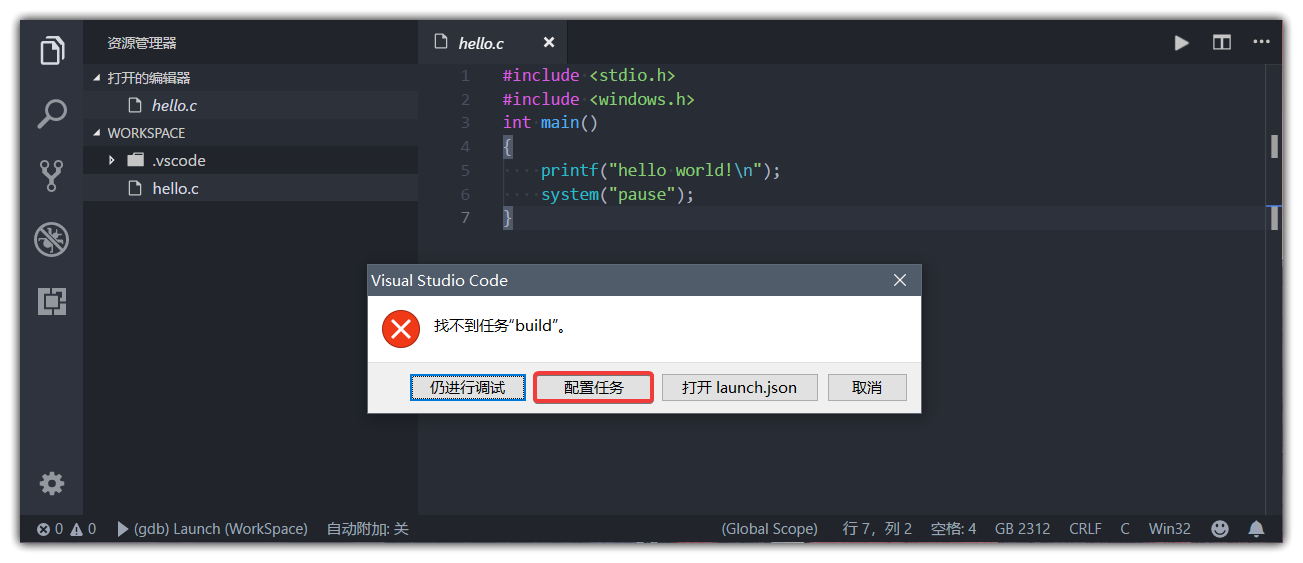 资源管理器
打开的编辑器
hello.c
WORKSPACE
.vscode
hello.c
hello.c
1 #include <stdio.h>
2 #include <windows.h>
3 int main()
4 {
5 printf("hello world!\n");
6 system("pause");
7 }
Visual Studio Code
找不到任务“build”。
仍进行调试 配置任务 打开 launch.json 取消
0 0 (gdb) Launch (WorkSpace) 自动附加: 关 (Global Scope) 行 7，列 2 空格: 4 GB 2312 CRLF C Win32